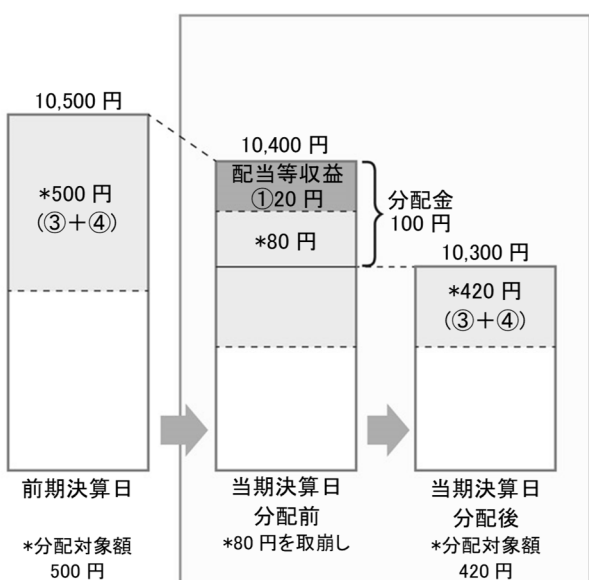 10,500 円
*500 円
(③+④)
前期決算日
*分配対象額
500 円
10,400 円
配当等収益
①20 円
*80 円
分配金
100 円
当期決算日
分配前
*80 円を取崩し
10,300 円
*420 円
(③+④)
当期決算日
分配後
*分配対象額
420 円